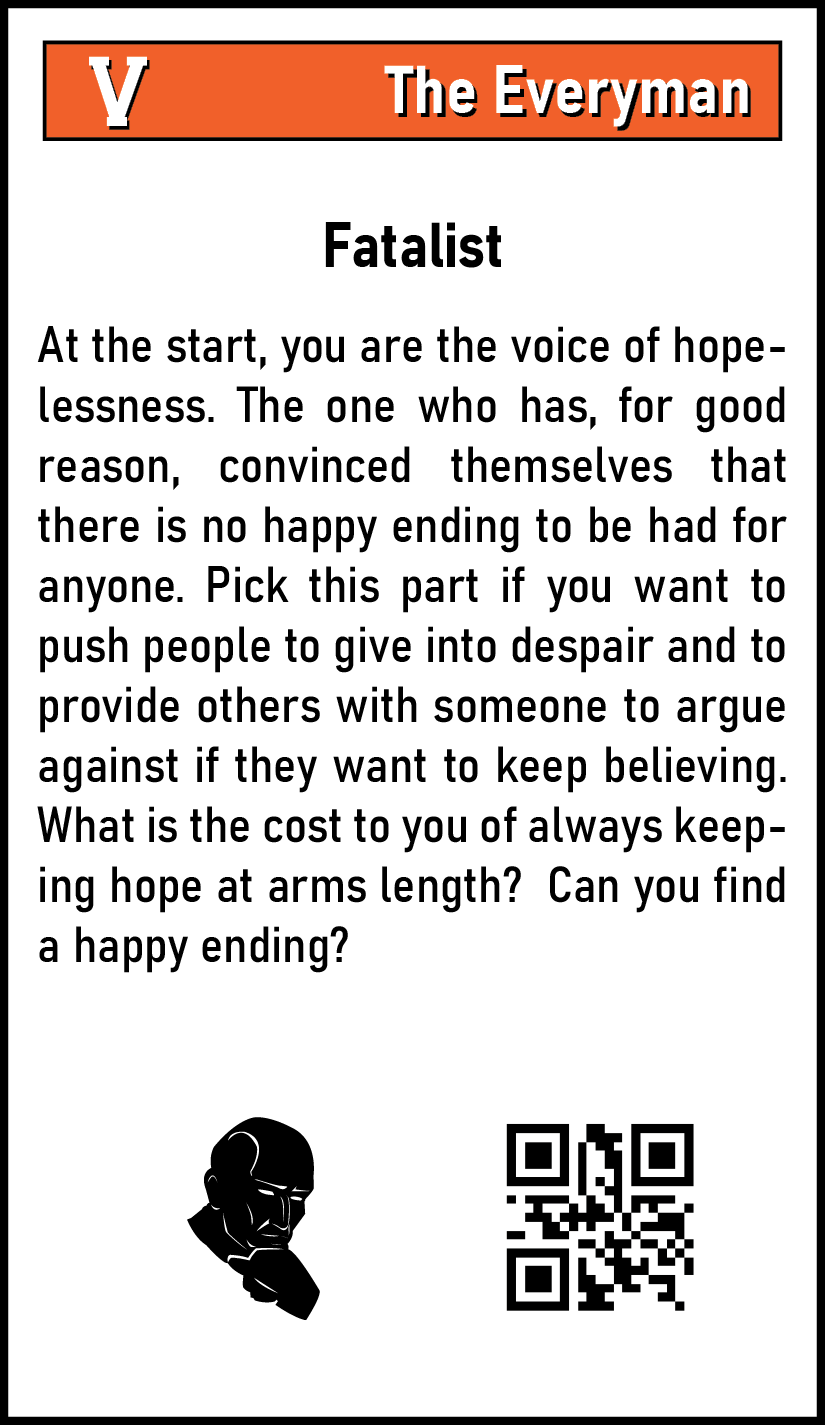 V
The Everyman
Fatalist
At the start, you are the voice of hope-
lessness. The one who has, for good
reason, convinced themselves that
there is no happy ending to be had for
anyone. Pick this part if you want to
push people to give into despair and to
provide others with someone to argue
against if they want to keep believing.
What is the cost to you of always keep-
ing hope at arms length?  Can you find
a happy ending?